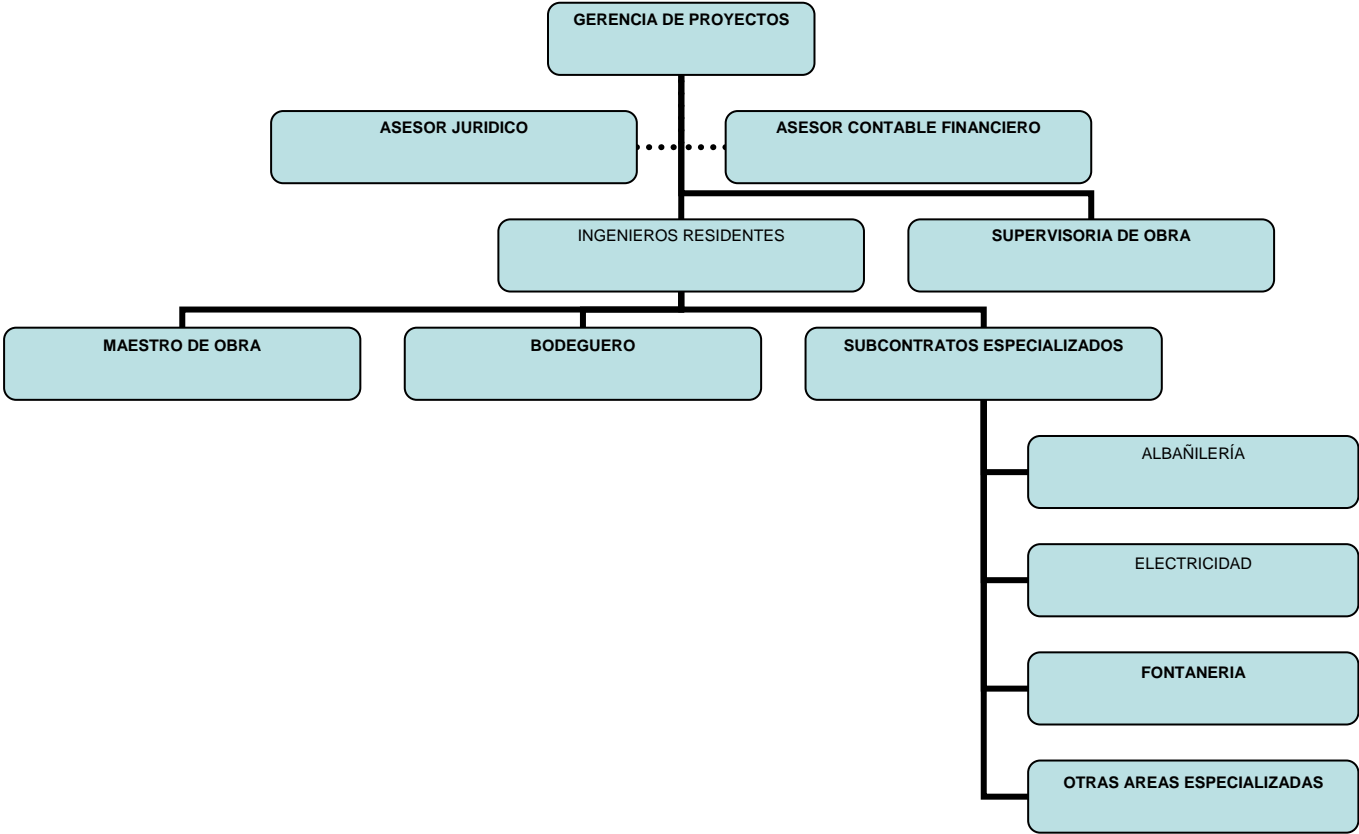 GERENCIA DE PROYECTOS
ASESOR JURIDICO
ASESOR CONTABLE FINANCIERO
INGENIEROS RESIDENTES
SUPERVISORIA DE OBRA
MAESTRO DE OBRA
BODEGUERO
SUBCONTRATOS ESPECIALIZADOS
ALBAÑILERÍA
ELECTRICIDAD
FONTANERIA
OTRAS AREAS ESPECIALIZADAS